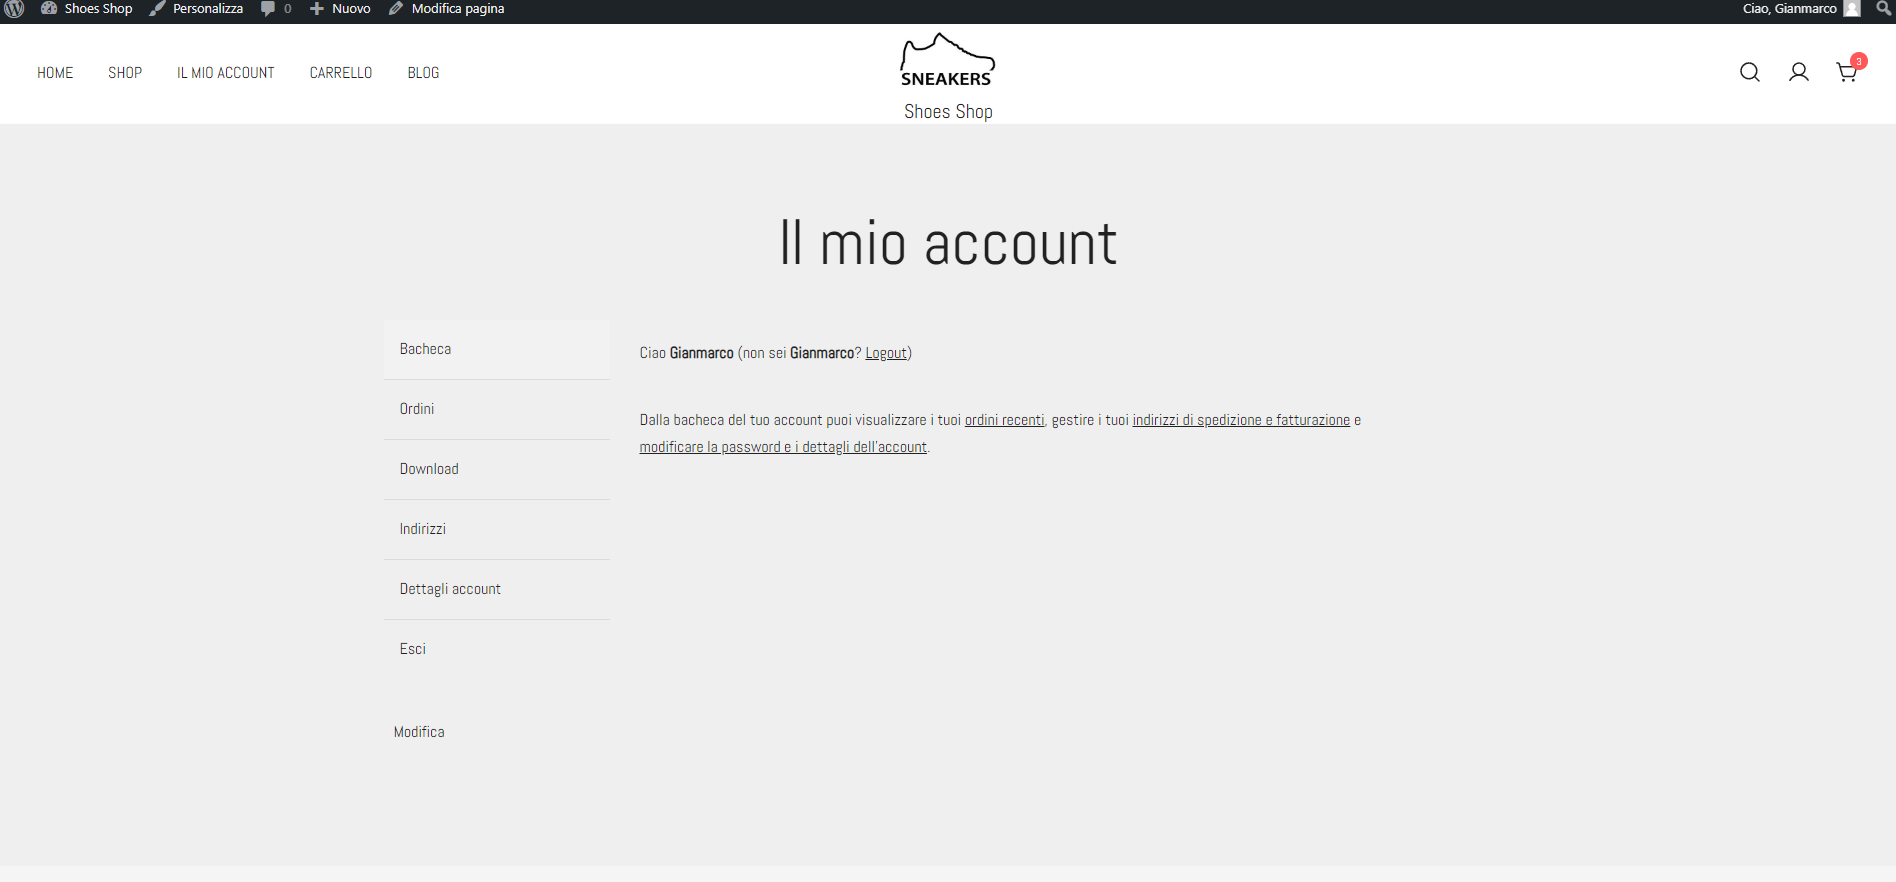 Shoes Shop Personalizza 0 Nuovo Modifica pagina Ciao, Gianmarco
HOME SHOP IL MIO ACCOUNT CARRELLO BLOG
SNEAKERS
Shoes Shop
3
Il mio account
Bacheca
Ordini
Download
Indirizzi
Dettagli account
Esci
Modifica
Ciao Gianmarco (non sei Gianmarco? Logout)
Dalla bacheca del tuo account puoi visualizzare i tuoi ordini recenti, gestire i tuoi indirizzi di spedizione e fatturazione e
modificare la password e i dettagli dell'account.